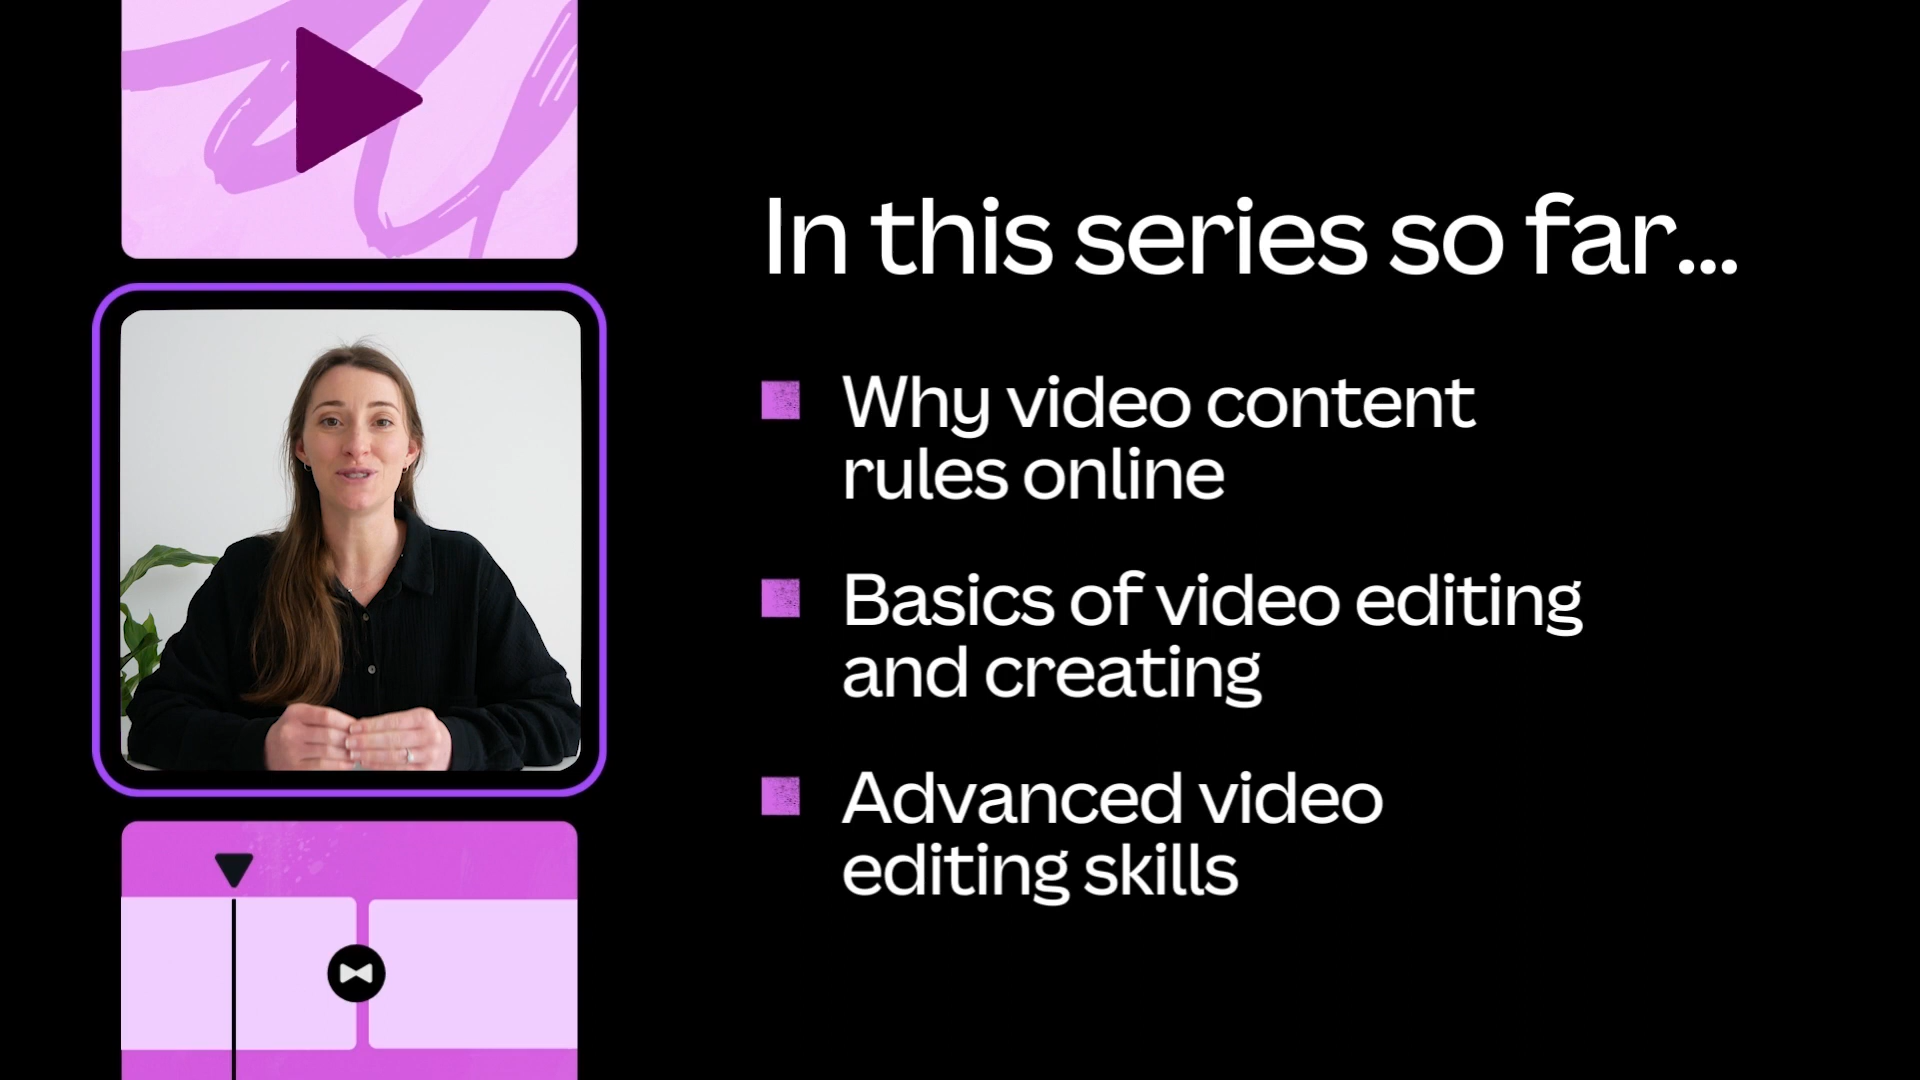 In this series so far...
Why video content
rules online
Basics of video editing
and creating
Advanced video
editing skills